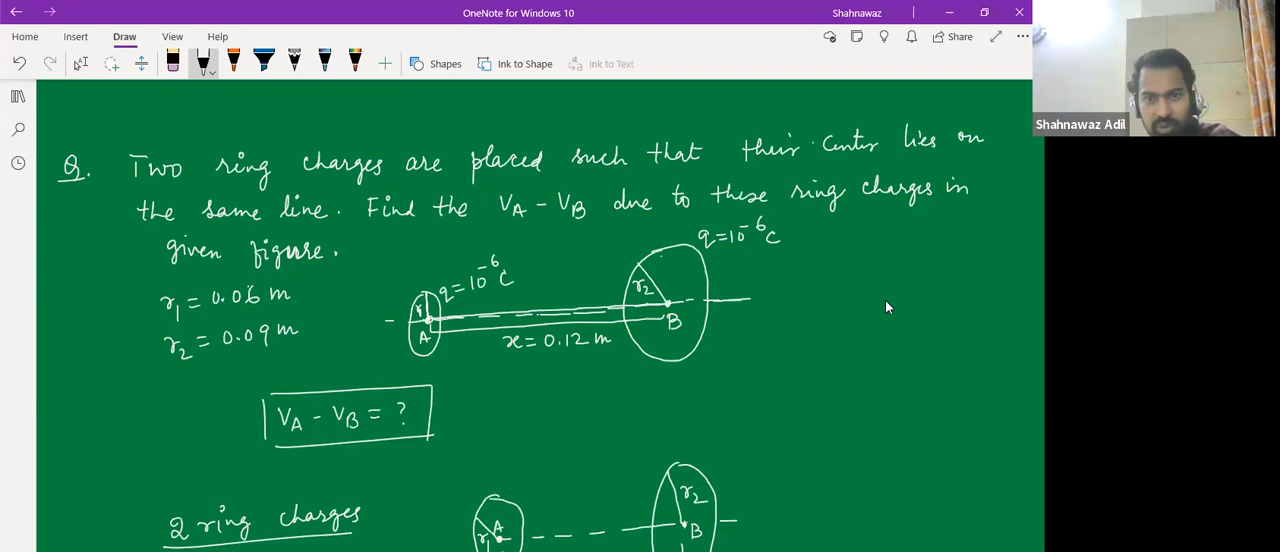 OneNote for Windows 10
Shahnawaz
Home Insert Draw View Help
Share
Shapes Ink to Shape Ink to Text
Shahnawaz Adil
Q. Two ring charges are placed such that their center lies on
the same line. Find the VA - VB due to these ring charges in
given figure.
q = 10⁻⁶ C
q = 10⁻⁶ C
r1 = 0.06 m
r2 = 0.09 m
r1
r2
A
B
x = 0.12 m
VA - VB = ?
2 ring charges
A
r1
r2
B